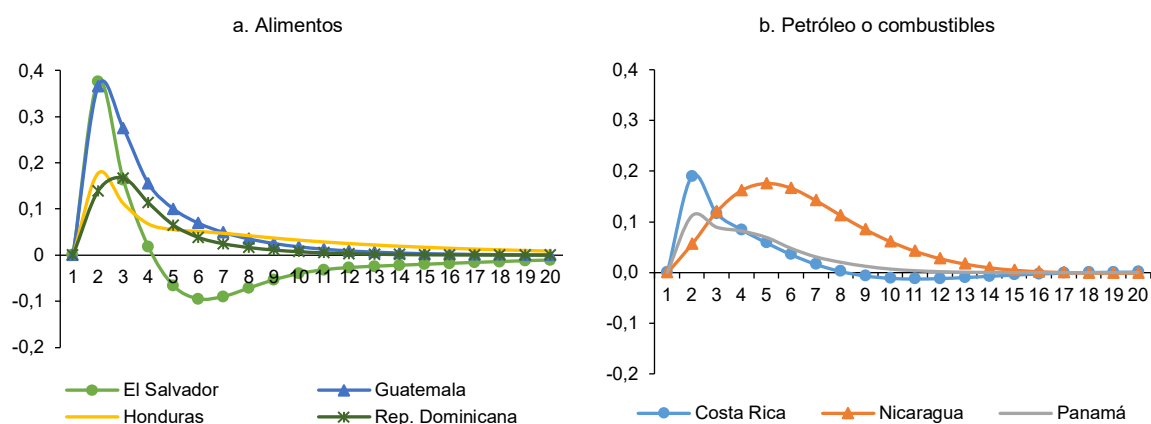 a. Alimentos
0,4
0,3
0,2
0,1
0
-0,1
-0,2
1 2 3 4 5 6 7 8 9 10 11 12 13 14 15 16 17 18 19 20
El Salvador Guatemala
Honduras Rep. Dominicana
b. Petróleo o combustibles
0,4
0,3
0,2
0,1
0,0
-0,1
-0,2
1 2 3 4 5 6 7 8 9 10 11 12 13 14 15 16 17 18 19 20
Costa Rica Nicaragua Panamá